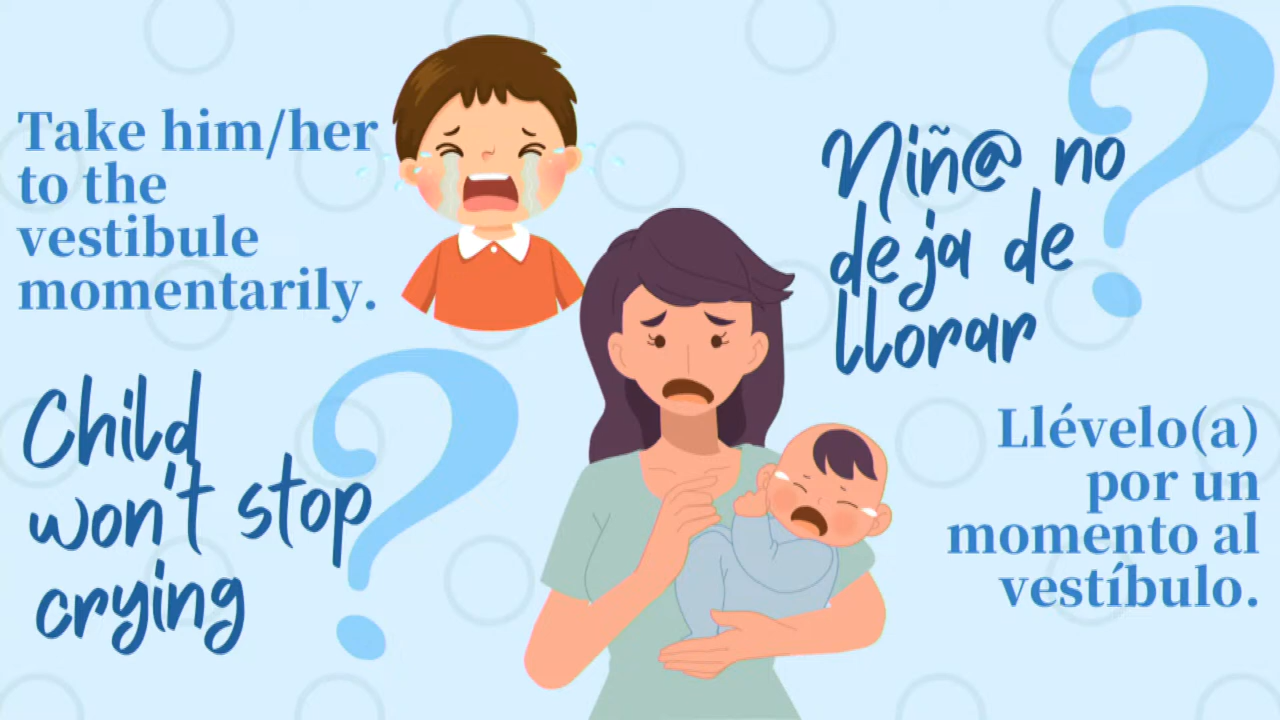 Take him/her
to the
vestibule
momentarily.
Child
won't stop
crying
?
Niñ@ no
deja de
llorar
?
Llévelo(a)
por un
momento al
vestíbulo.